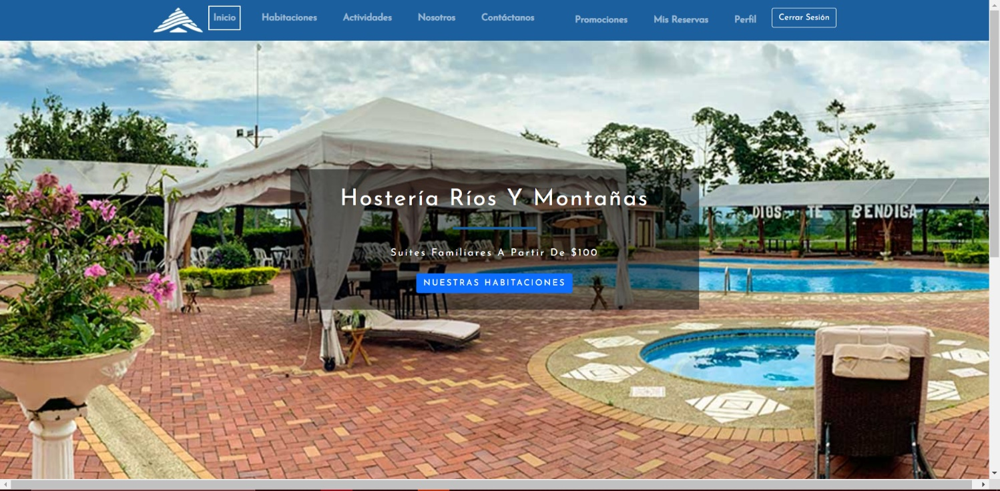 Inicio
Habitaciones
Actividades
Nosotros
Contáctanos
Promociones
Mis Reservas
Perfil
Cerrar Sesión
DIOS TE BENDIGA
Hostería Ríos Y Montañas
Suites Familiares A Partir De $100
NUESTRAS HABITACIONES